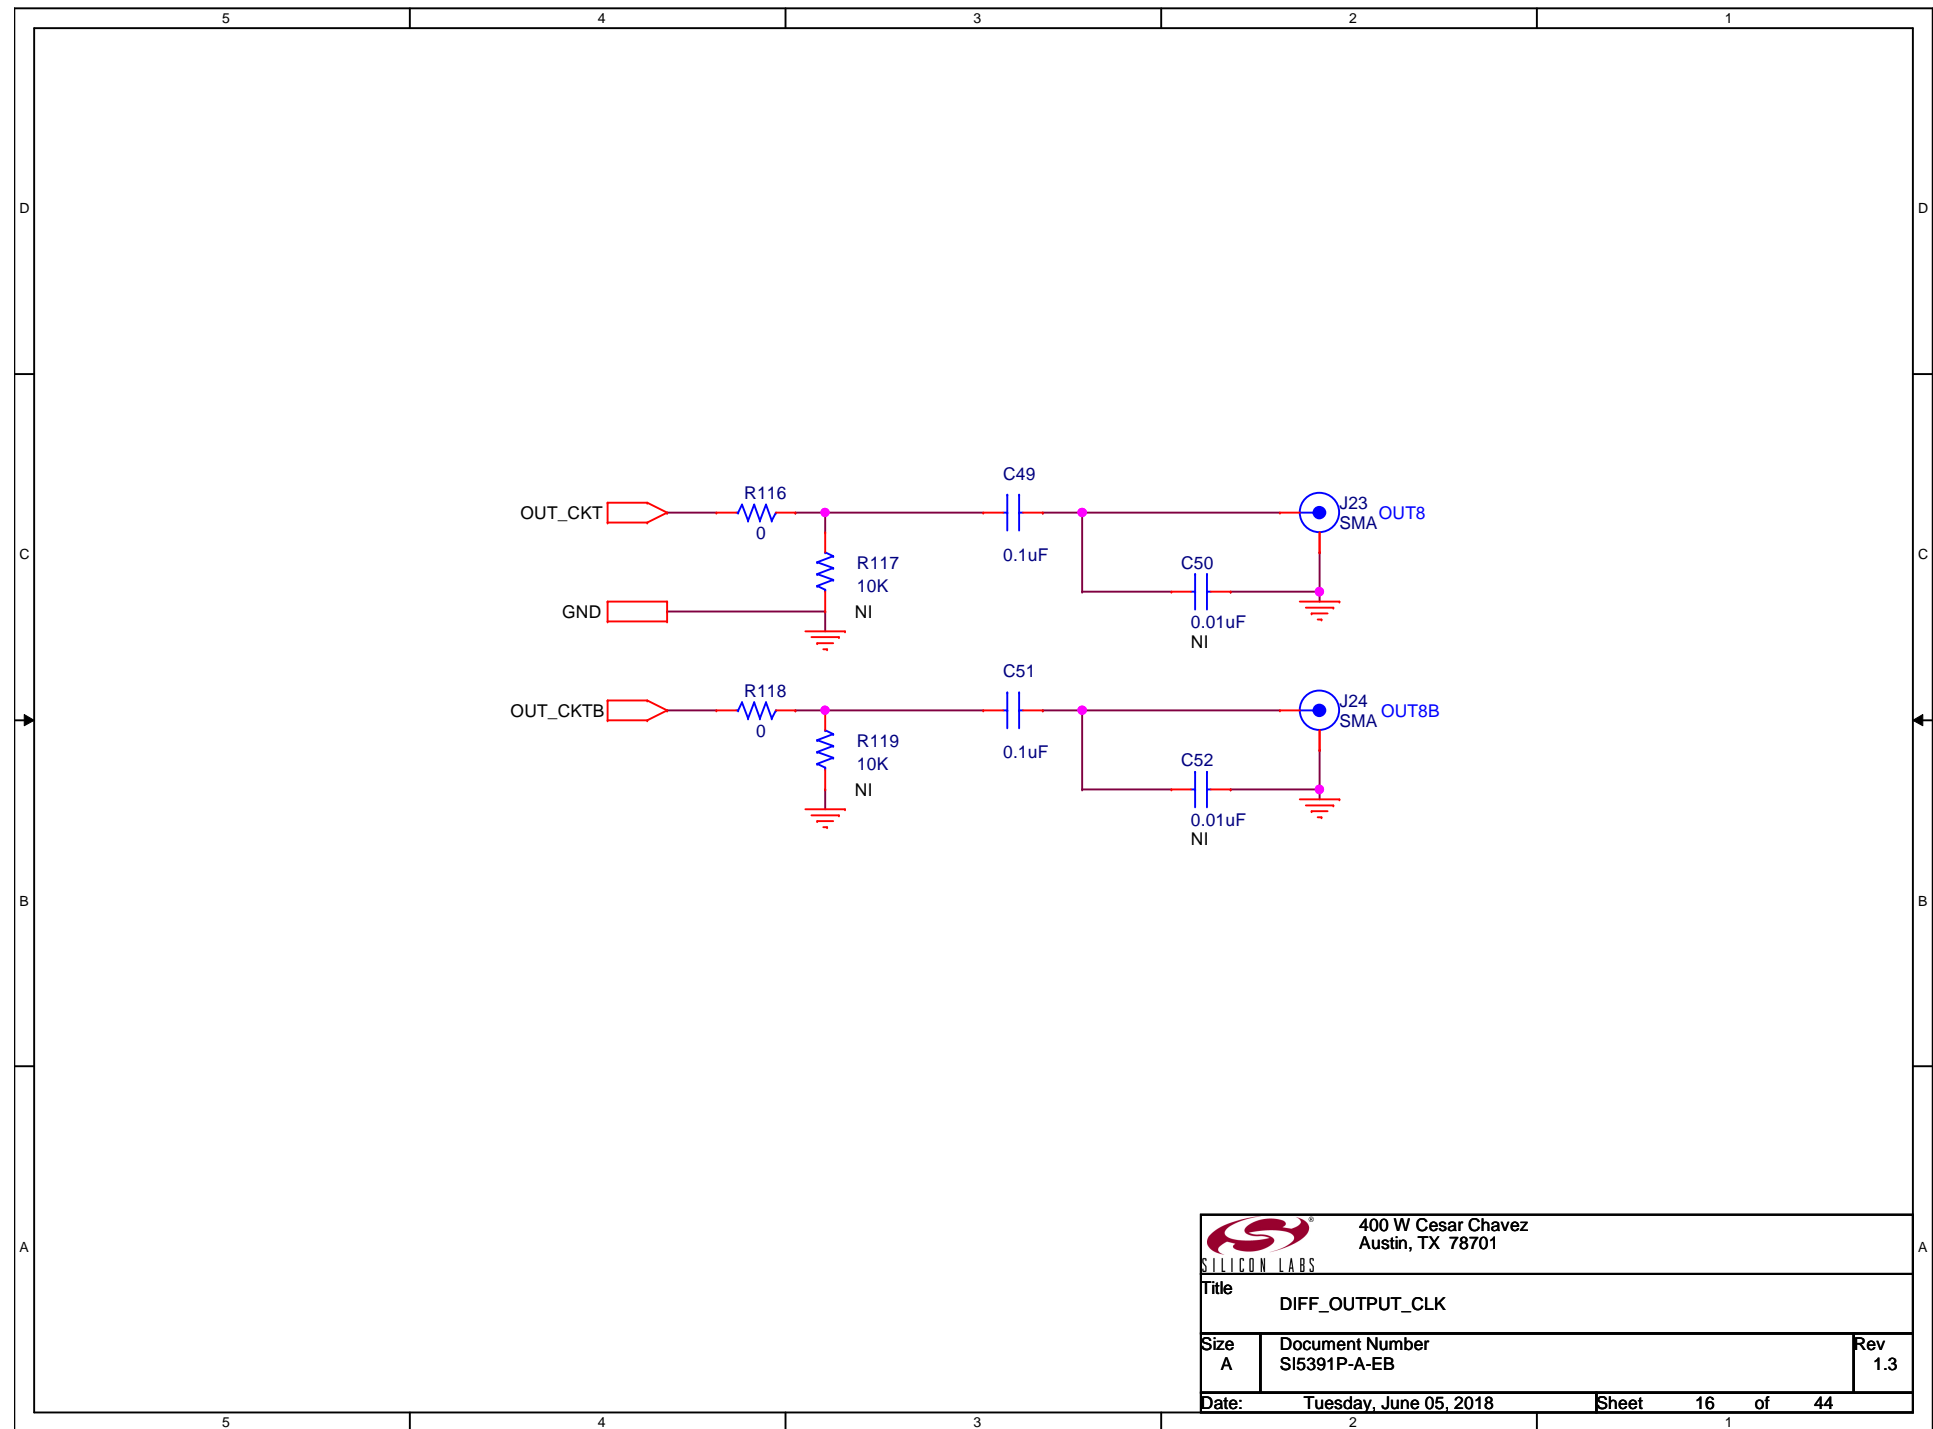 5 4 3 2 1
D D
C49
R116
J23
OUT_CKT
SMA OUT8
0
C C
0.1uF
R117
C50
10K
GND
NI
0.01uF
NI
C51
R118
J24
OUT_CKTB
SMA OUT8B
0
R119
0.1uF
C52
10K
NI
0.01uF
NI
B B
A A
400 W Cesar Chavez
Austin, TX 78701
®
SILICON LABS
Title
DIFF_OUTPUT_CLK
Size Document Number Rev
A SI5391P-A-EB 1.3
Date: Tuesday, June 05, 2018 Sheet 16 of 44
5 4 3 2 1